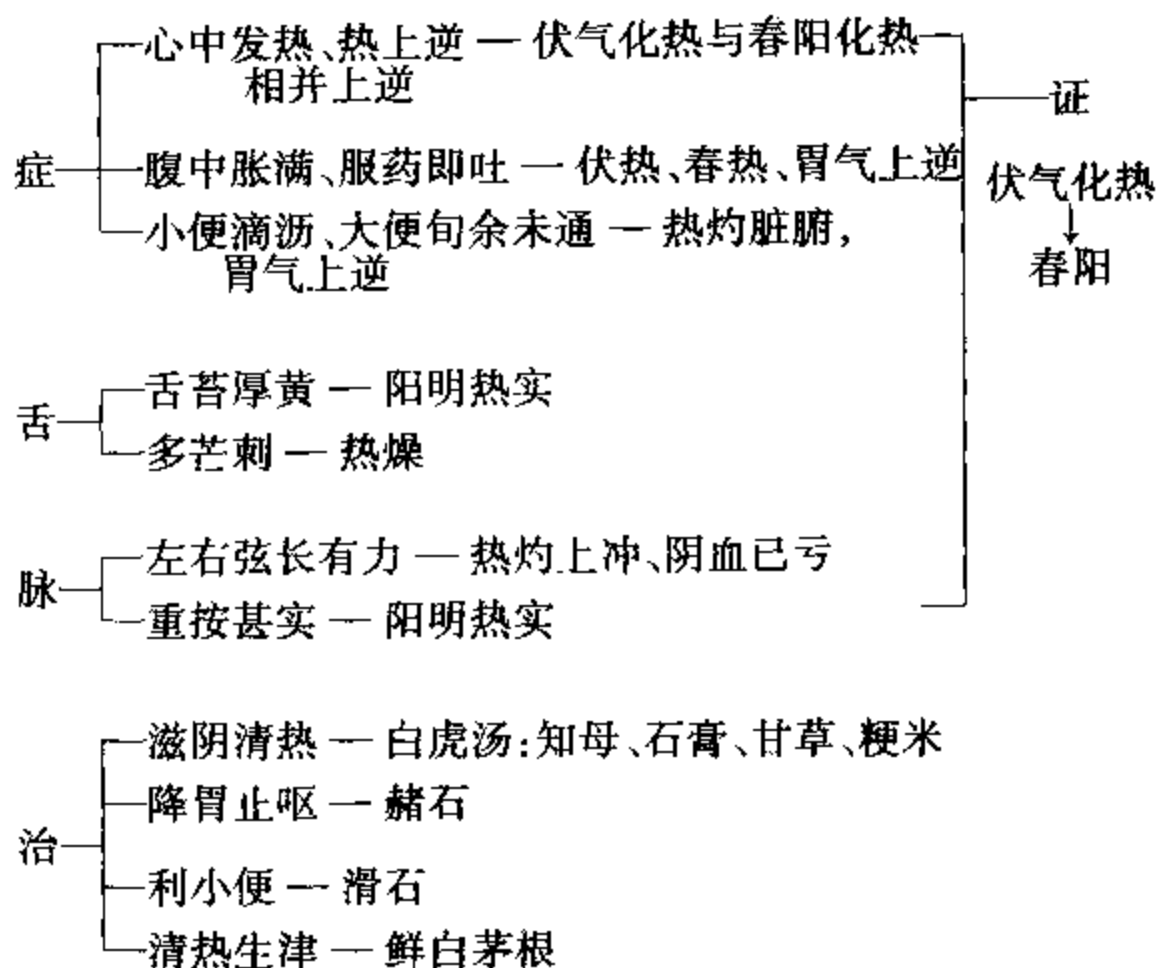 心中发热、热上逆 — 伏气化热与春阳化热
相并上逆
证
症
腹中胀满、服药即吐 — 伏热、春热、胃气上逆
伏气化热
小便滴沥、大便旬余未通 — 热灼脏腑,
胃气上逆
春阳
舌
舌苔厚黄 — 阳明热实
多芒刺 — 热燥
脉
左右弦长有力 — 热灼上冲、阴血已亏
重按甚实 — 阳明热实
治
滋阴清热 — 白虎汤:知母、石膏、甘草、粳米
降胃止呕 — 赭石
利小便 — 滑石
清热生津 — 鲜白茅根